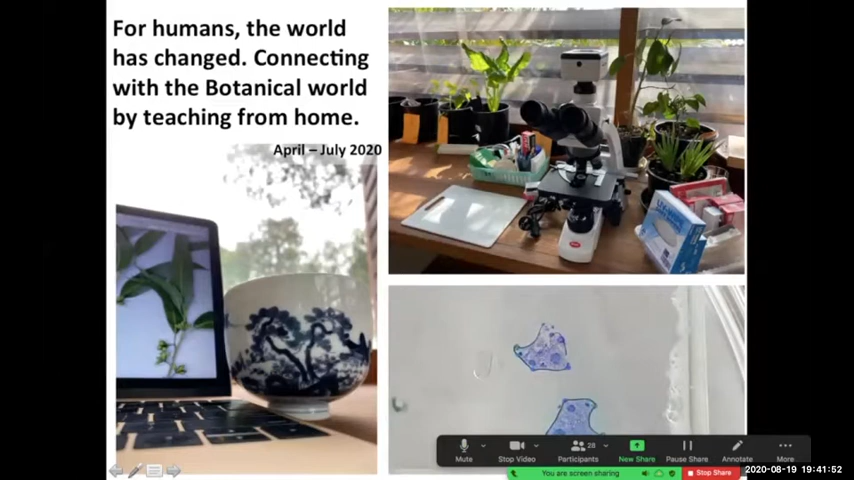 For humans, the world
has changed. Connecting
with the Botanical world
by teaching from home.
April – July 2020
28
Mute
Stop Video
Participants
New Share
Pause Share
Annotate
More
You are screen sharing
Stop Share
2020-08-19 19:41:52